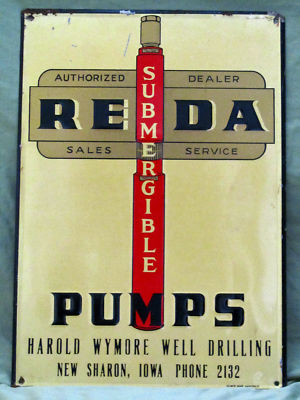 AUTHORIZED DEALER
REDA
SALES SERVICE
SUBMERGIBLE
PUMPS
HAROLD WYMORE WELL DRILLING
NEW SHARON, IOWA PHONE 2132